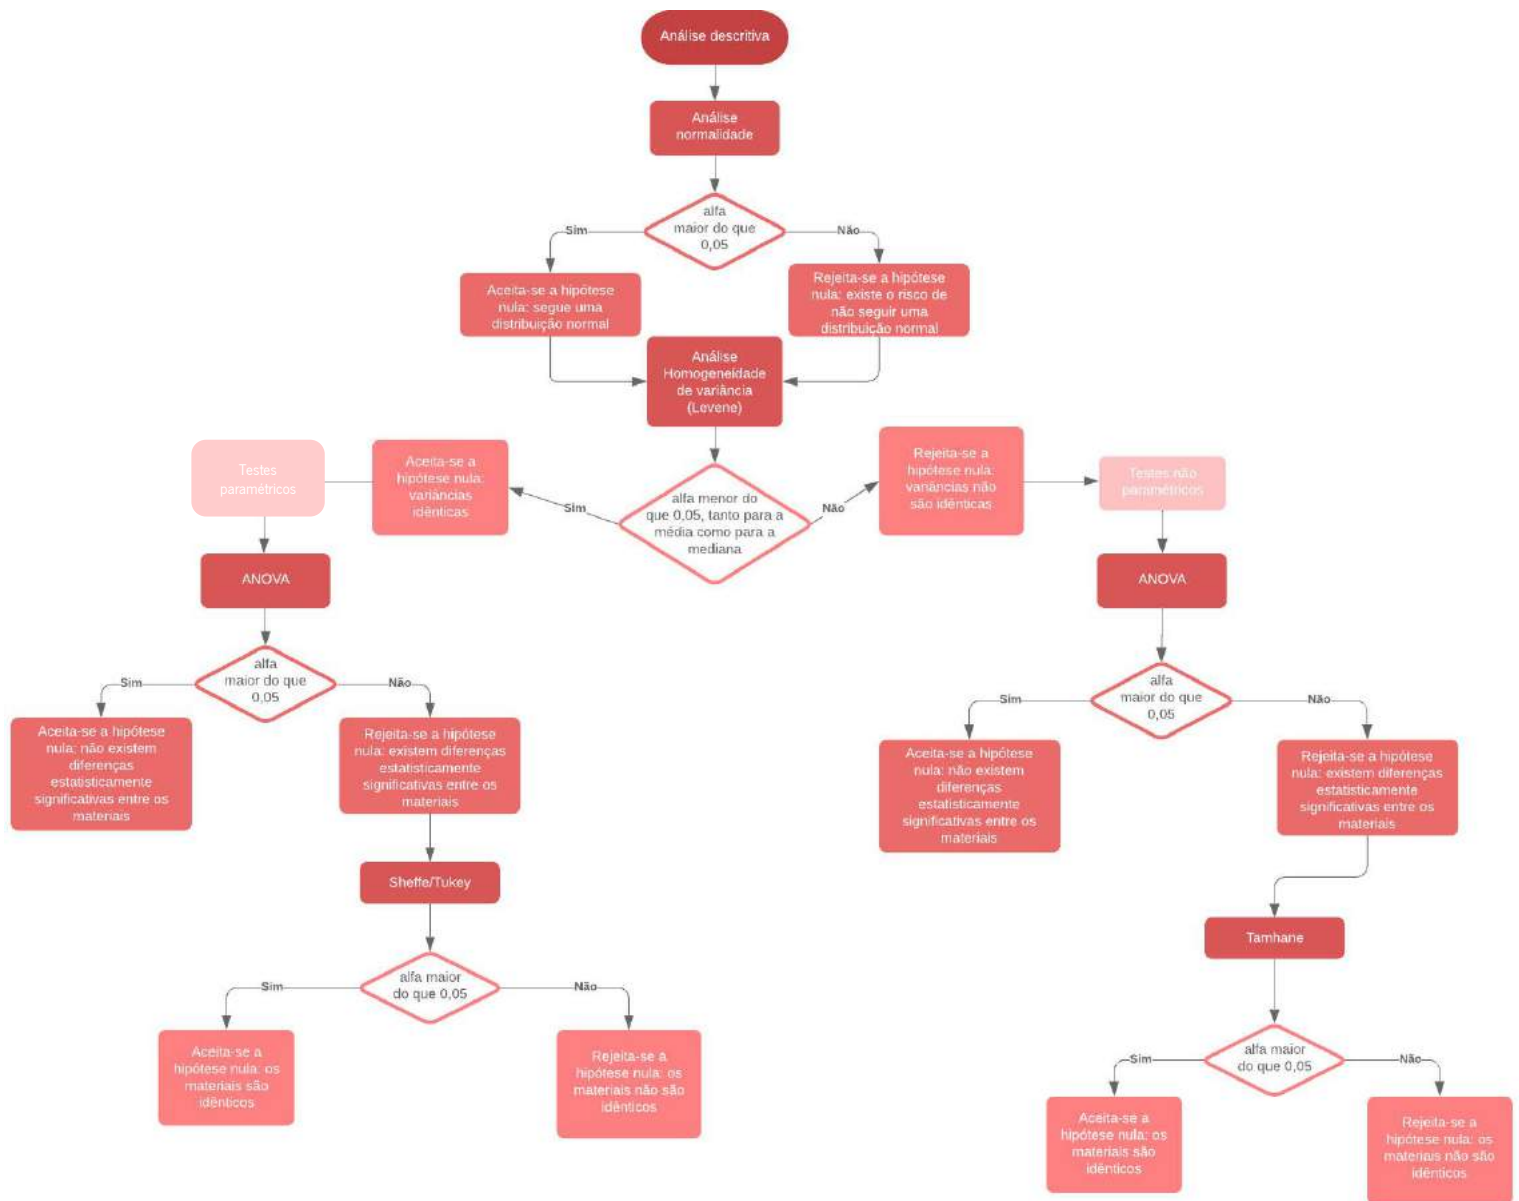 Análise descritiva
Análise
normalidade
alfa
maior do que
0,05
Sim
Não
Aceita-se a hipótese
nula: segue uma
distribuição normal
Rejeita-se a hipótese
nula: existe o risco de
não seguir uma
distribuição normal
Análise
Homogeneidade
de variância
(Levene)
alfa menor do
que 0,05, tanto para a
média como para a
mediana
Sim
Não
Aceita-se a
hipótese nula:
variâncias
idênticas
Testes
paramétricos
Rejeita-se a
hipótese nula:
variâncias não
são idênticas
Testes não
paramétricos
ANOVA
alfa
maior do que
0,05
Sim
Não
Aceita-se a hipótese
nula: não existem
diferenças
estatisticamente
significativas entre os
materiais
Rejeita-se a hipótese
nula: existem diferenças
estatisticamente
significativas entre os
materiais
Sheffe/Tukey
alfa maior
do que 0,05
Sim
Não
Aceita-se a
hipótese nula: os
materiais são
idênticos
Rejeita-se a
hipótese nula: os
materiais não são
idênticos
ANOVA
alfa
maior do que
0,05
Sim
Não
Aceita-se a hipótese
nula: não existem
diferenças
estatisticamente
significativas entre os
materiais
Rejeita-se a hipótese
nula: existem diferenças
estatisticamente
significativas entre os
materiais
Tamhane
alfa maior
do que 0,05
Sim
Não
Aceita-se a
hipótese nula: os
materiais são
idênticos
Rejeita-se a
hipótese nula: os
materiais não são
idênticos